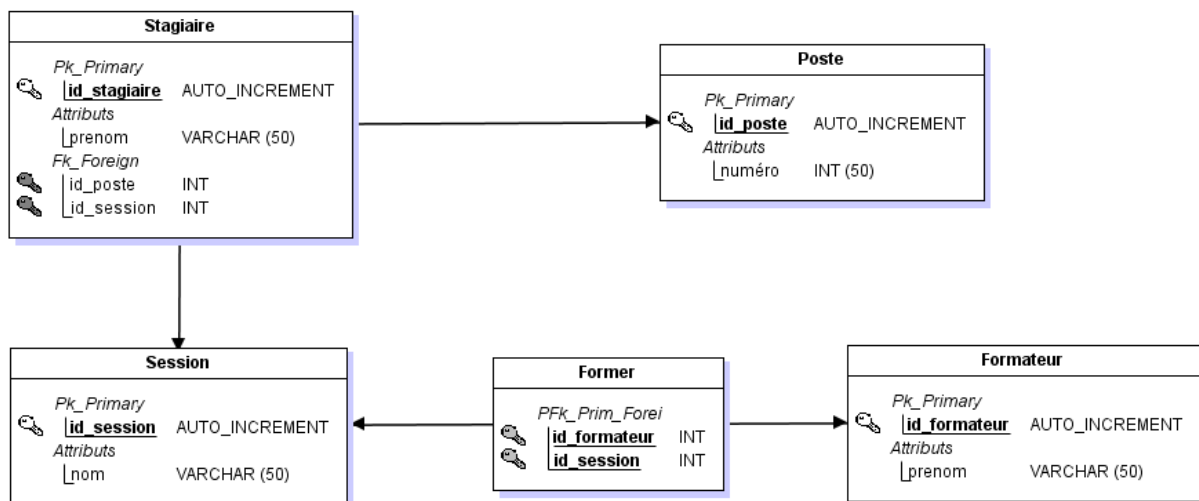 Stagiaire
Pk_Primary
id_stagiaire AUTO_INCREMENT
Attributs
prenom VARCHAR (50)
Fk_Foreign
id_poste INT
id_session INT
Poste
Pk_Primary
id_poste AUTO_INCREMENT
Attributs
numéro INT (50)
Session
Pk_Primary
id_session AUTO_INCREMENT
Attributs
nom VARCHAR (50)
Former
PFk_Prim_Forei
id_formateur INT
id_session INT
Formateur
Pk_Primary
id_formateur AUTO_INCREMENT
Attributs
prenom VARCHAR (50)